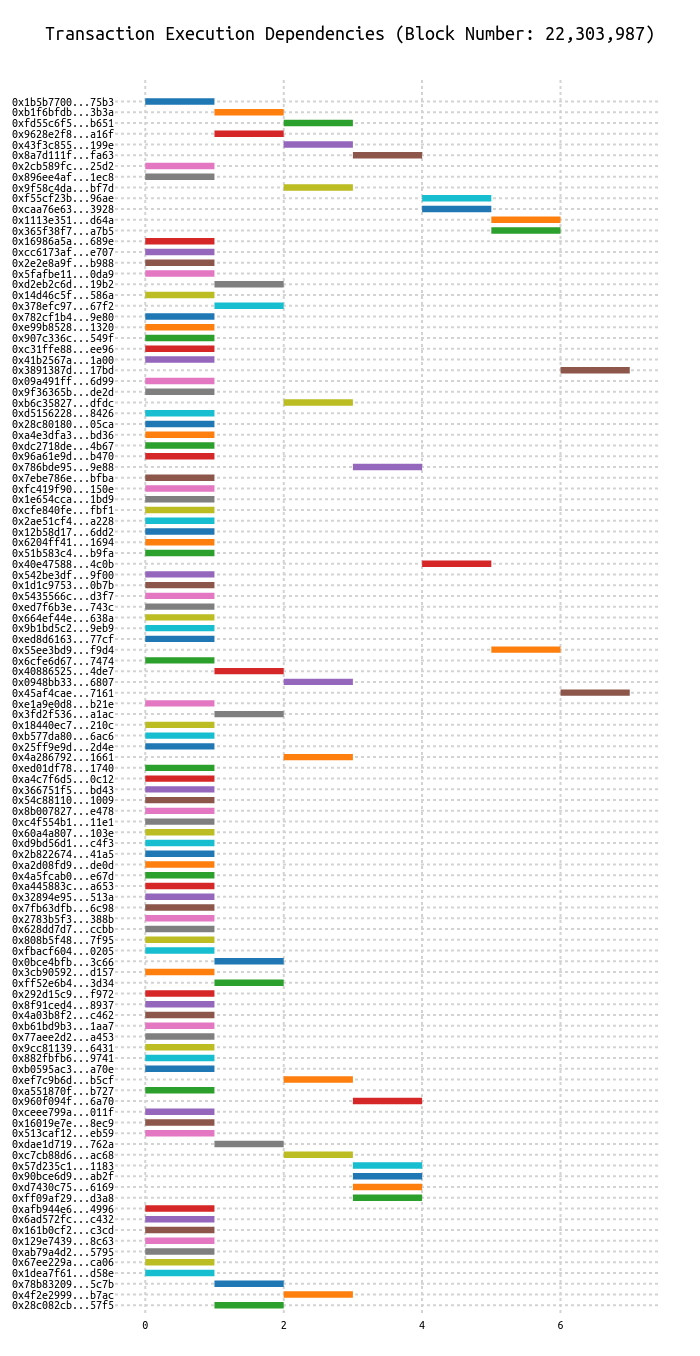 Transaction Execution Dependencies (Block Number: 22,303,987)
0x1b5b7700...75b3
0xb1f6bfdb...3b3a
0xfd55c6f5...b651
0x9628e2f8...a16f
0x43f3c855...199e
0x8a7d111f...fa63
0x2cb589fc...25d2
0x896ee4af...1ec8
0x9f58c4da...bf7d
0xf55cf23b...96ae
0xcaa76e63...3928
0x1113e351...d64a
0x365f38f7...a7b5
0x16986a5a...689e
0xcc6173af...e707
0x2e2e8a9f...b988
0x5fafbe11...0da9
0xd2eb2c6d...19b2
0x14d46c5f...586a
0x378efc97...67f2
0x782cf1b4...9e80
0xe99b8528...1320
0x907c336c...549f
0xc31ffe88...ee96
0x41b2567a...1a00
0x3891387d...17bd
0x09a491ff...6d99
0x9f36365b...de2d
0xb6c35827...dfdc
0xd5156228...8426
0x28c80180...05ca
0xa4e3dfa3...bd36
0xdc2718de...4b67
0x96a61e9d...b470
0x786bde95...9e88
0x7ebe786e...bfba
0xfc419f90...150e
0x1e654cca...1bd9
0xcfe840fe...fbf1
0x2ae51cf4...a228
0x12b58d17...6dd2
0x6204ff41...1694
0x51b583c4...b9fa
0x40e47588...4c0b
0x542be3df...9f00
0x1d1c9753...0b7b
0x5435566c...d3f7
0xed7f6b3e...743c
0x664ef44e...638a
0x9b1bd5c2...9eb9
0xed8d6163...77cf
0x55ee3bd9...f9d4
0x6cfe6d67...7474
0x40886525...4de7
0x0948bb33...6807
0x45af4cae...7161
0xe1a9e0d8...b21e
0x3fd2f536...a1ac
0x18440ec7...210c
0xb577da80...6ac6
0x25ff9e9d...2d4e
0x4a286792...1661
0xed01df78...1740
0xa4c7f6d5...0c12
0x366751f5...bd43
0x54c88110...1009
0x8b007827...e478
0xc4f554b1...11e1
0x60a4a807...103e
0xd9bd56d1...c4f3
0x2b822674...41a5
0xa2d08fd9...de0d
0x4a5fcab0...e67d
0xa445883c...a653
0x32894e95...513a
0x7fb63dfb...6c98
0x2783b5f3...388b
0x628dd7d7...ccbb
0x808b5f48...7f95
0xfbacf604...0205
0x0bce4bfb...3c66
0x3cb90592...d157
0xff52e6b4...3d34
0x292d15c9...f972
0x8f91ced4...8937
0x4a03b8f2...c462
0xb61bd9b3...1aa7
0x77aee2d2...a453
0x9cc81139...6431
0x882fbfb6...9741
0xb0595ac3...a70e
0xef7c9b6d...b5cf
0xa551870f...b727
0x960f094f...6a70
0xceee799a...011f
0x16019e7e...8ec9
0x513caf12...eb59
0xdae1d719...762a
0xc7cb88d6...ac68
0x57d235c1...1183
0x90bce6d9...ab2f
0xd7430c75...6169
0xff09af29...d3a8
0xafb944e6...4996
0x6ad572fc...c432
0x161b0cf2...c3cd
0x129e7439...8c63
0xab79a4d2...5795
0x67ee229a...ca06
0x1dea7f61...d58e
0x78b83209...5c7b
0x4f2e2999...b7ac
0x28c082cb...57f5
0 2 4 6